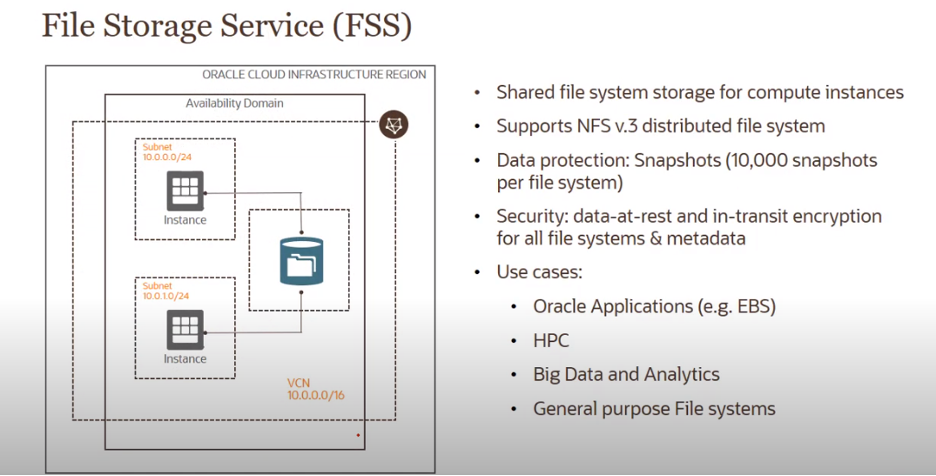 File Storage Service (FSS)
ORACLE CLOUD INFRASTRUCTURE REGION
Availability Domain
Subnet
10.0.0.0/24
Instance
Subnet
10.0.1.0/24
Instance
VCN
10.0.0.0/16
• Shared file system storage for compute instances
• Supports NFS v.3 distributed file system
• Data protection: Snapshots (10,000 snapshots
per file system)
• Security: data-at-rest and in-transit encryption
for all file systems & metadata
• Use cases:
• Oracle Applications (e.g. EBS)
• HPC
• Big Data and Analytics
• General purpose File systems